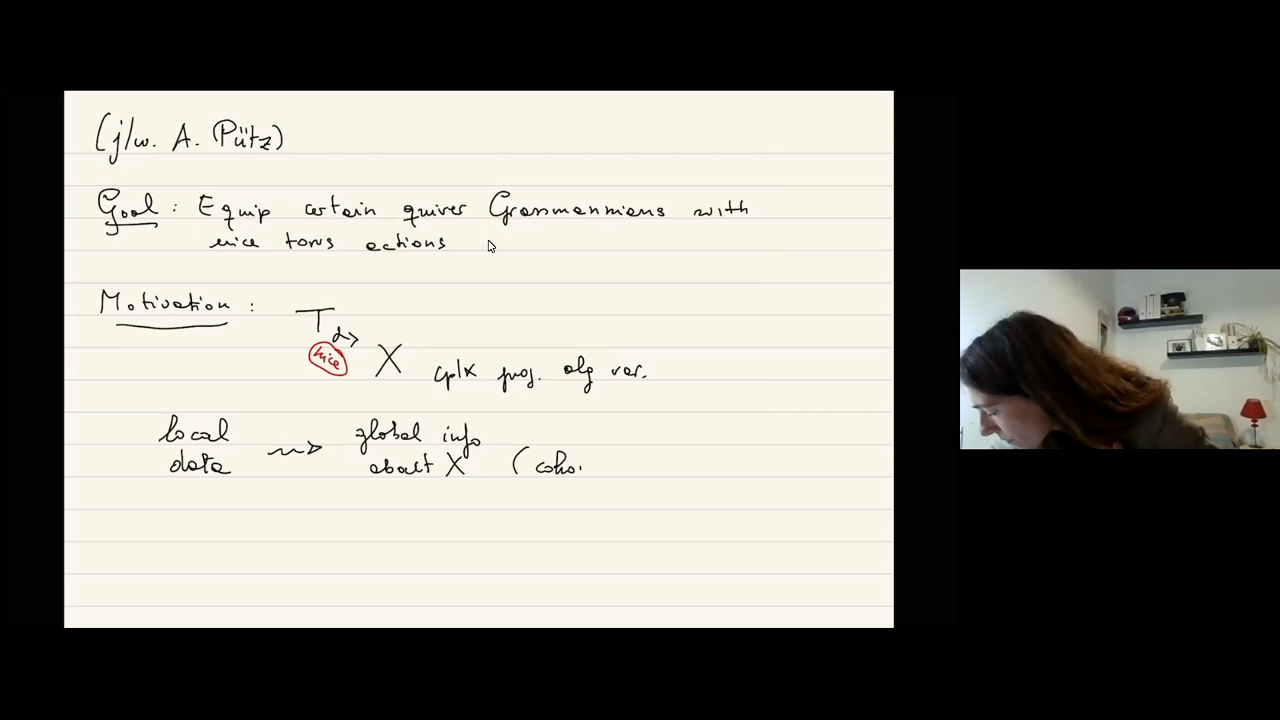 (j/w. A. Pütz)
Goal : Equip certain quiver Grassmannians with
nice torus actions
Motivation :
T
nice
X cplx proj. alg var.
local data ⇝ global info about X (coho.